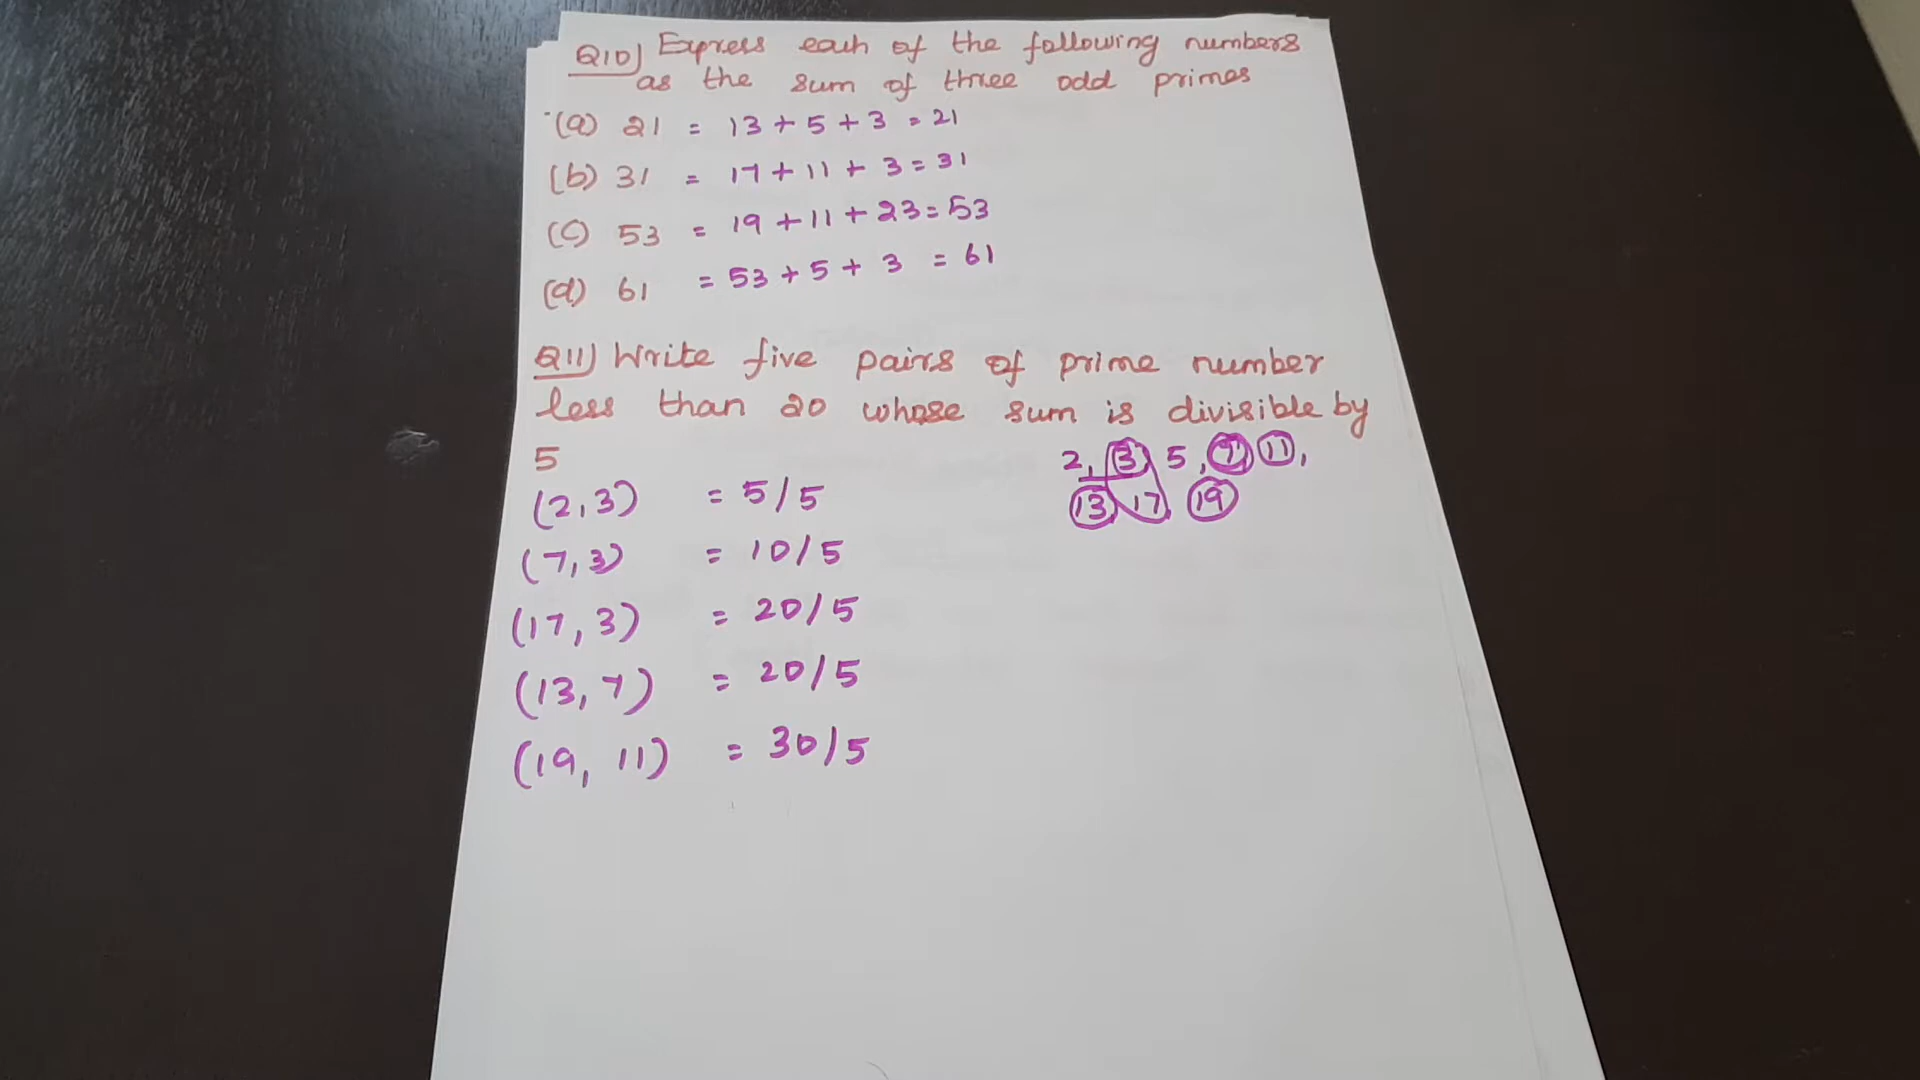 Q10) Express each of the following numbers
as the sum of three odd primes
(a) 21 = 13 + 5 + 3 = 21
(b) 31 = 17 + 11 + 3 = 31
(c) 53 = 19 + 11 + 23 = 53
(d) 61 = 53 + 5 + 3 = 61
Q11) Write five pairs of prime number
less than 20 whose sum is divisible by
5
2, 3, 5, 7, 11,
13, 17, 19
(2,3) = 5/5
(7,3) = 10/5
(17,3) = 20/5
(13,7) = 20/5
(19, 11) = 30/5